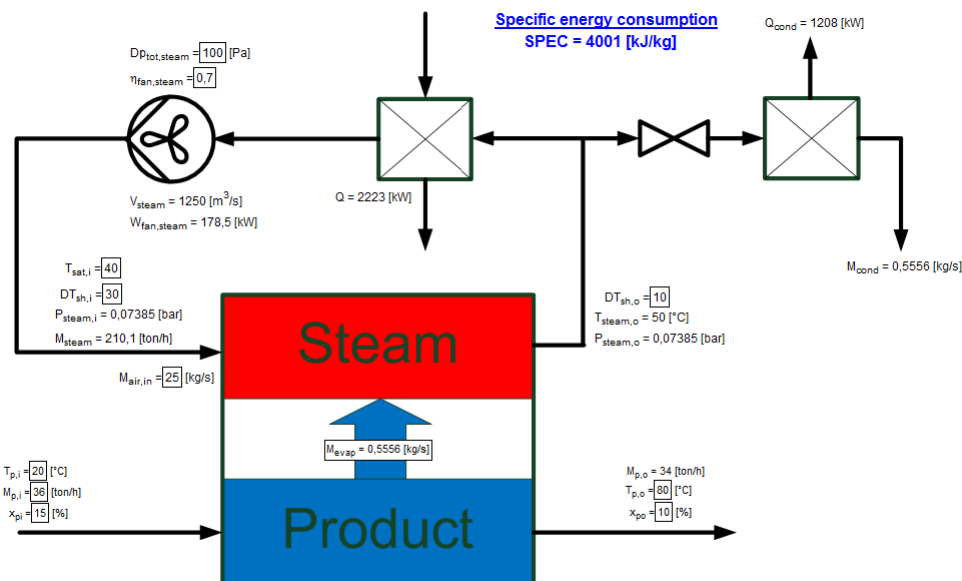 Specific energy consumption
SPEC = 4001 [kJ/kg]
Q_cond = 1208 [kW]
Dp_tot,steam = 100 [Pa]
η_fan,steam = 0,7
V_steam = 1250 [m³/s]
W_fan,steam = 178,5 [kW]
Q = 2223 [kW]
M_cond = 0,5556 [kg/s]
T_sat,i = 40
DT_sh,i = 30
P_steam,i = 0,07385 [bar]
M_steam = 210,1 [ton/h]
M_air,in = 25 [kg/s]
DT_sh,o = 10
T_steam,o = 50 [°C]
P_steam,o = 0,07385 [bar]
Steam
M_evap = 0,5556 [kg/s]
T_p,i = 20 [°C]
M_p,i = 36 [ton/h]
x_pi = 15 [%]
Product
M_p,o = 34 [ton/h]
T_p,o = 80 [°C]
x_po = 10 [%]